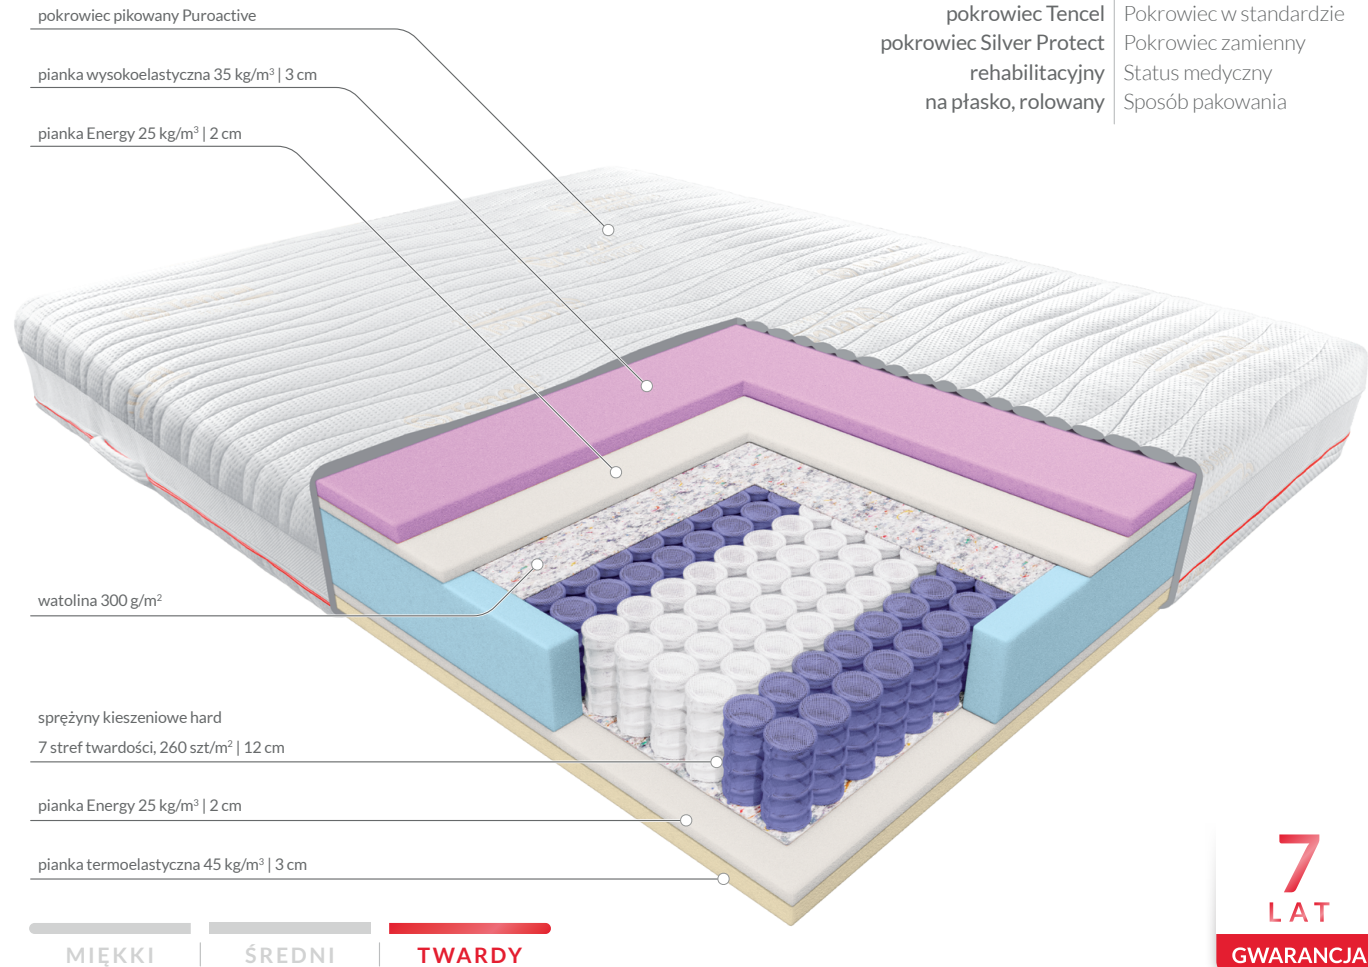 pokrowiec pikowany Puroactive
pianka wysokoelastyczna 35 kg/m³ | 3 cm
pianka Energy 25 kg/m³ | 2 cm
pokrowiec Tencel | Pokrowiec w standardzie
pokrowiec Silver Protect | Pokrowiec zamienny
rehabilitacyjny | Status medyczny
na płasko, rolowany | Sposób pakowania
watolina 300 g/m²
sprężyny kieszeniowe hard
7 stref twardości, 260 szt/m² | 12 cm
pianka Energy 25 kg/m³ | 2 cm
pianka termoelastyczna 45 kg/m³ | 3 cm
MIĘKKI | ŚREDNI | TWARDY
7
LAT
GWARANCJA